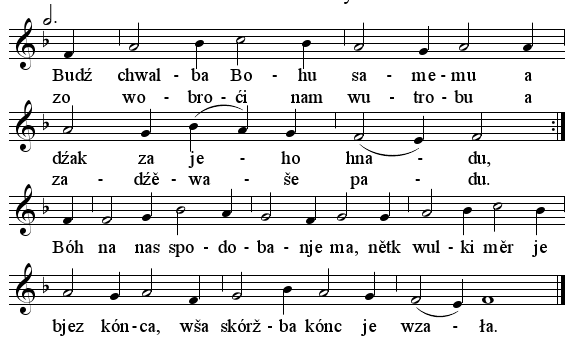 Budź chwal - ba Bo - hu sa - me - mu a
zo wo - bro - ći nam wu - tro - bu a
dźak za je - ho hna - du,
za - dźě - wa - še pa - du.
Bóh na nas spo - do - ba - nje ma, nětk wul - ki měr je
bjez kón - ca, wša skórž - ba kónc je wza - ła.